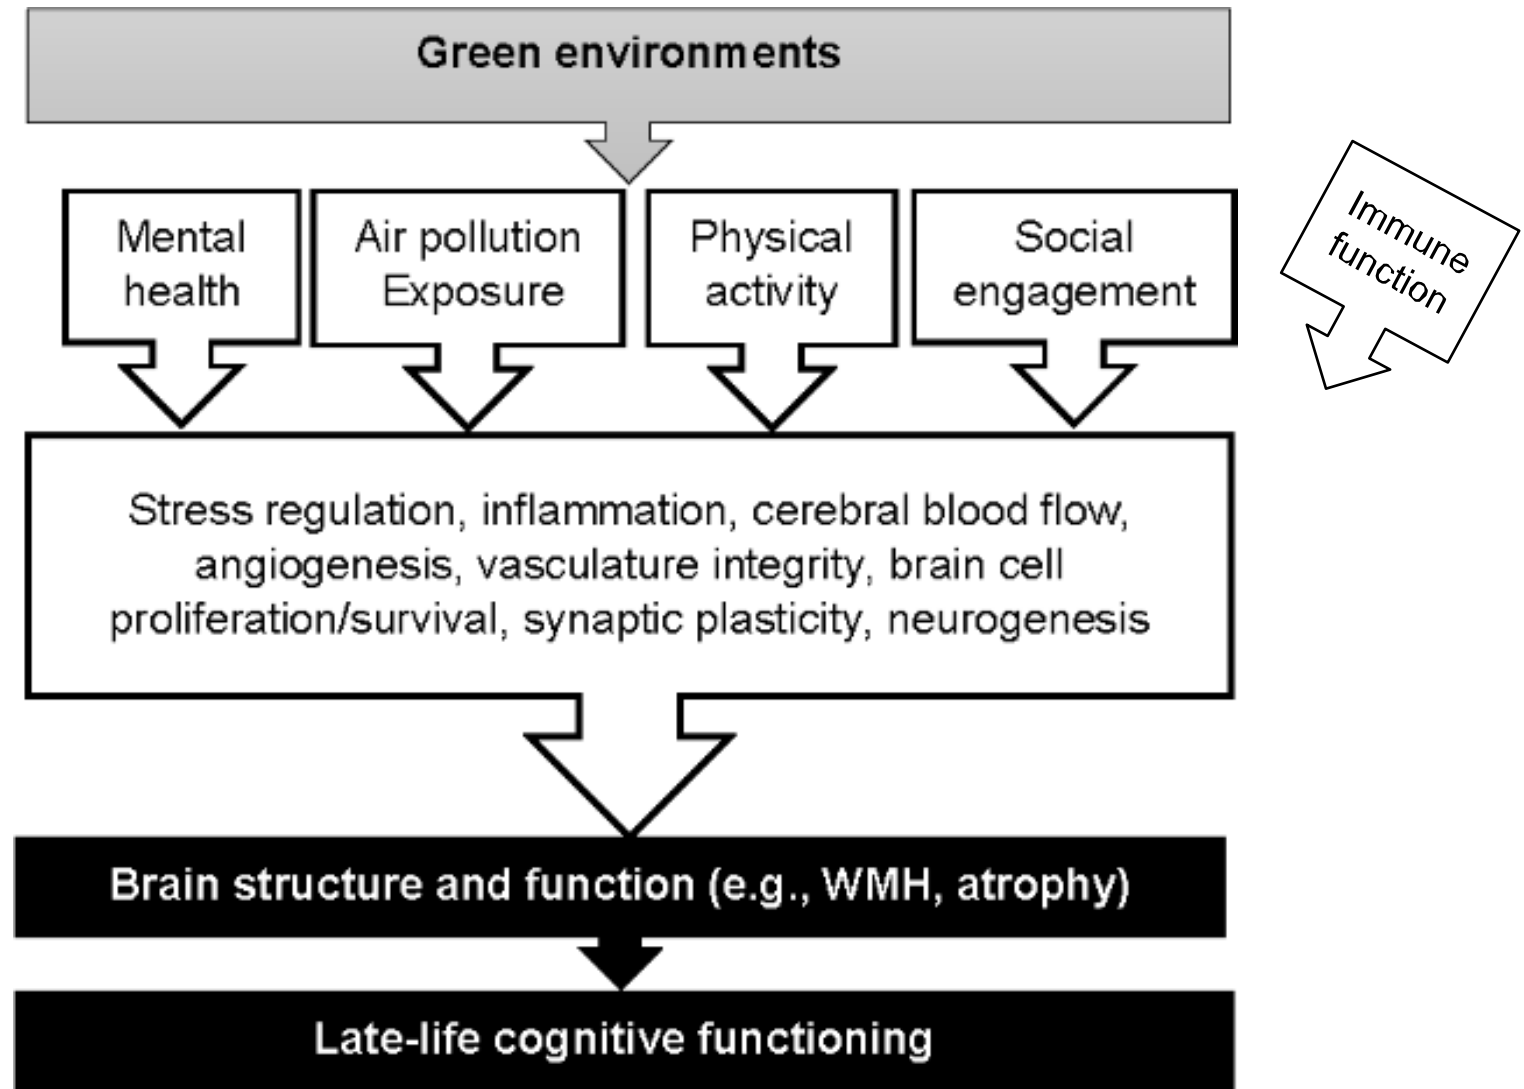 Green environments
Mental
health
Air pollution
Exposure
Physical
activity
Social
engagement
Immune
function
Stress regulation, inflammation, cerebral blood flow,
angiogenesis, vasculature integrity, brain cell
proliferation/survival, synaptic plasticity, neurogenesis
Brain structure and function (e.g., WMH, atrophy)
Late-life cognitive functioning